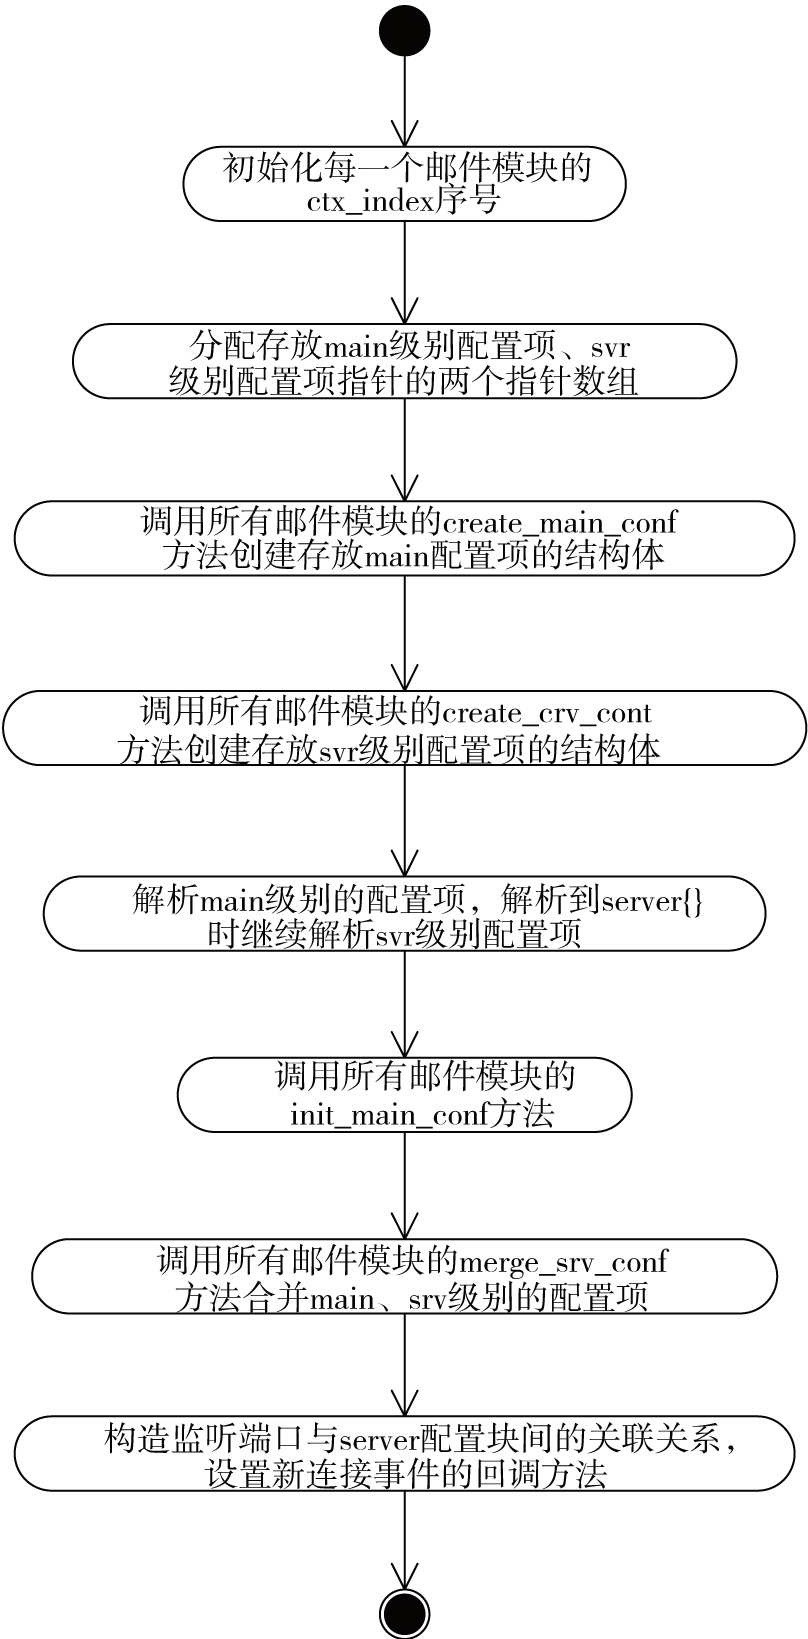 初始化每一个邮件模块的
ctx_index序号
分配存放main级别配置项、svr
级别配置项指针的两个指针数组
调用所有邮件模块的create_main_conf
方法创建存放main配置项的结构体
调用所有邮件模块的create_crv_cont
方法创建存放svr级别配置项的结构体
解析main级别的配置项，解析到server{}
时继续解析svr级别配置项
调用所有邮件模块的
init_main_conf方法
调用所有邮件模块的merge_srv_conf
方法合并main、srv级别的配置项
构造监听端口与server配置块间的关联关系，
设置新连接事件的回调方法